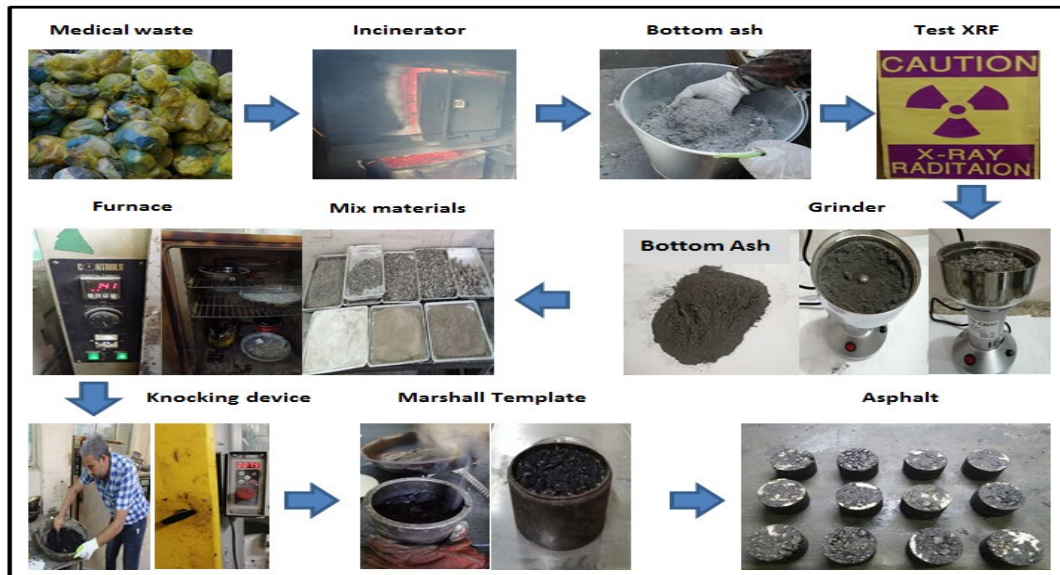 Medical waste
Incinerator
Bottom ash
Test XRF
CAUTION
X-RAY
RADITAION
Furnace
Mix materials
Grinder
CONTROLS
Bottom Ash
Knocking device
Marshall Template
Asphalt